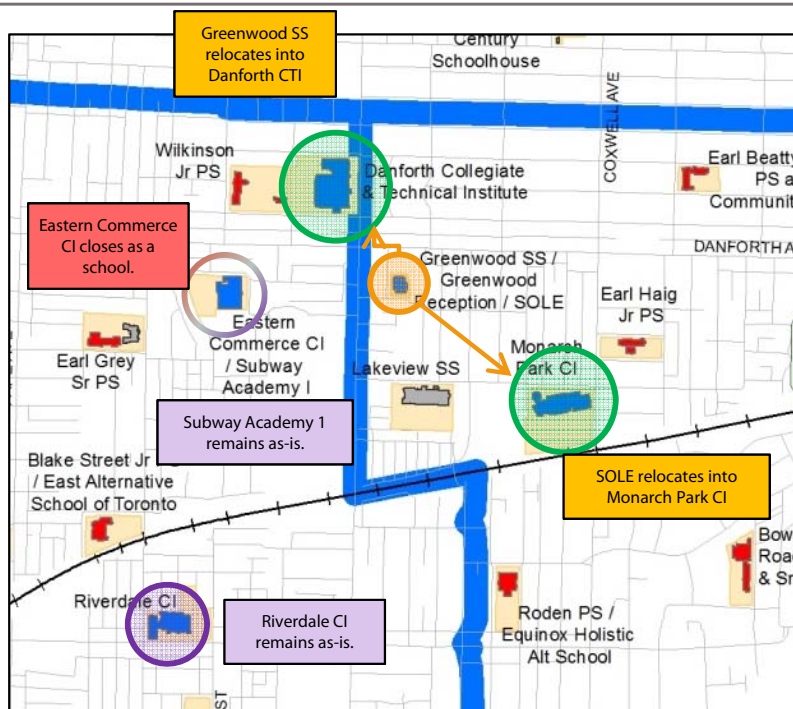 Greenwood SS
relocates into
Danforth CTI
Century
Schoolhouse
COXWELL AVE
Wilkinson
Jr PS
Danforth Collegiate
& Technical Institute
Earl Beatty
PS a
Communit
Eastern Commerce
CI closes as a
school.
DANFORTH A
Greenwood SS /
Greenwood
Reception / SOLE
Earl Haig
Jr PS
Eastern
Commerce CI
/ Subway
Academy I
Earl Grey
Sr PS
Lakeview SS
Monarch
Park CI
Subway Academy 1
remains as-is.
Blake Street Jr
/ East Alternative
School of Toronto
SOLE relocates into
Monarch Park CI
Bow
Road
& Sr
Riverdale CI
Riverdale CI
remains as-is.
Roden PS /
Equinox Holistic
Alt School
ST